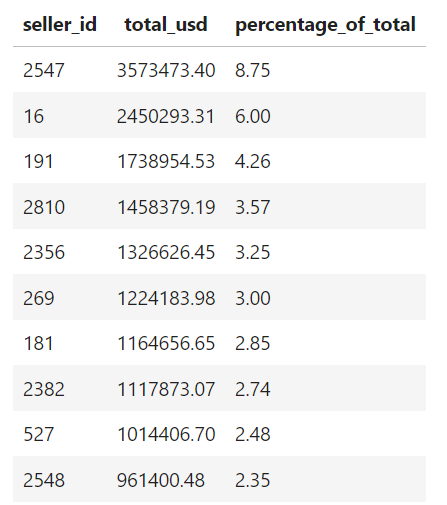 seller_id total_usd percentage_of_total
2547 3573473.40 8.75
16 2450293.31 6.00
191 1738954.53 4.26
2810 1458379.19 3.57
2356 1326626.45 3.25
269 1224183.98 3.00
181 1164656.65 2.85
2382 1117873.07 2.74
527 1014406.70 2.48
2548 961400.48 2.35